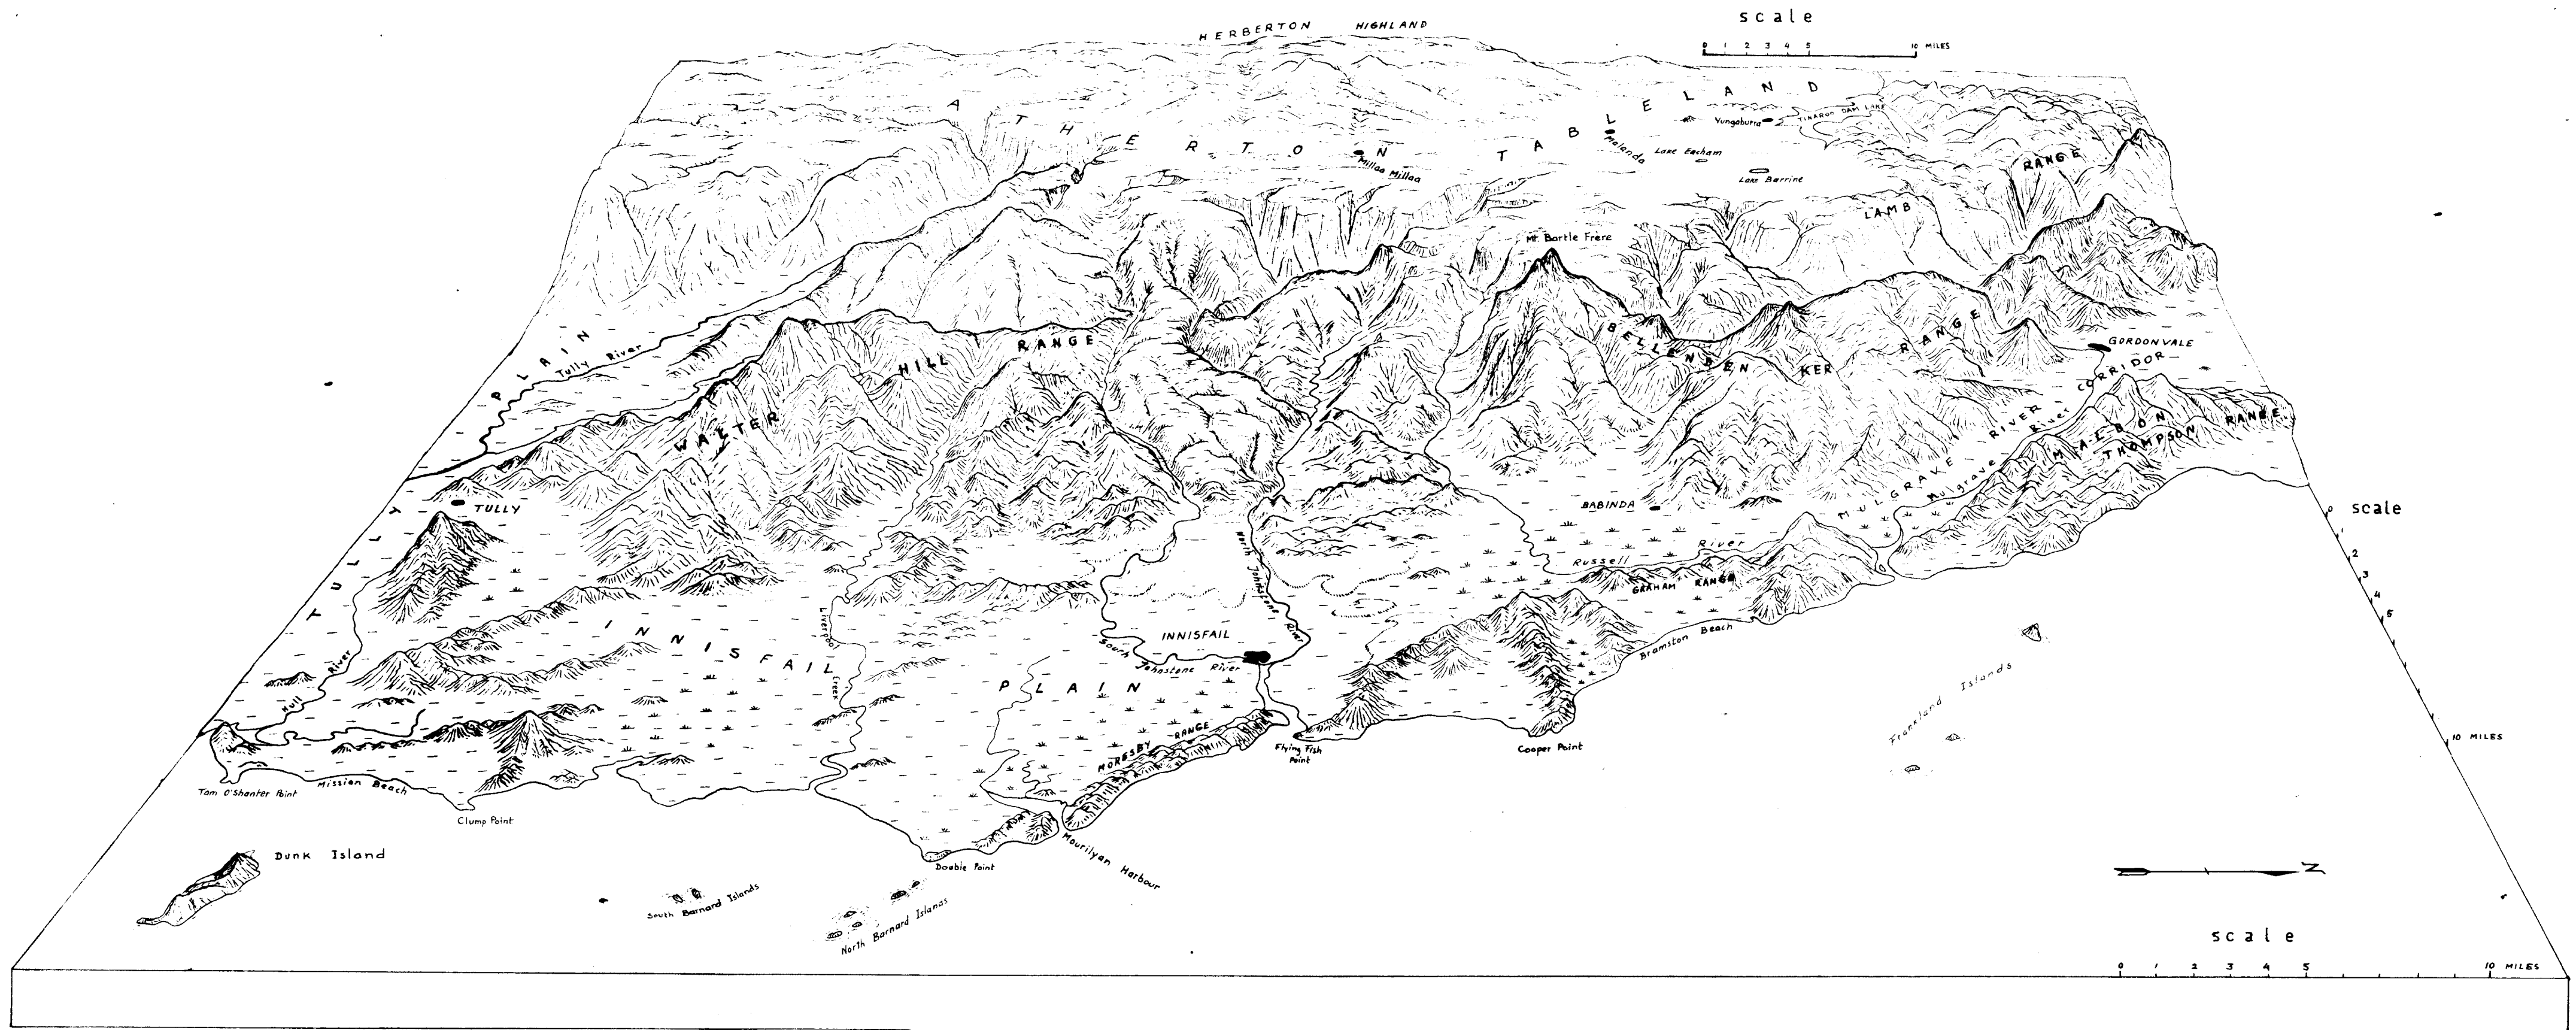 HERBERTON HIGHLAND
scale
0 1 2 3 4 5 10 MILES
ATHERTON TABLELAND
Yungaburra
TINAROO DAM LAKE
Malanda
Lake Eacham
Millaa Millaa
Lake Barrine
LAMB RANGE
Mt. Bartle Frere
BELLENDEN KER RANGE
GORDONVALE
MULGRAVE RIVER CORRIDOR
Mulgrave River
MALBON
THOMPSON RANGE
TULLY PLAIN
Tully River
WALTER HILL RANGE
TULLY
BABINDA
scale
0 1 2 3 4 5 10 MILES
North Johnstone River
Russell River
GRAHAM RANGE
Liverpool Creek
INNISFAIL
South Johnstone River
INNISFAIL PLAIN
Bramston Beach
Hull River
MORESBY RANGE
Flying Fish
Point
Cooper Point
Frankland Islands
Tam O'Shanter Point
Mission Beach
Clump Point
Dunk Island
Double Point
Mourilyan Harbour
South Barnard Islands
North Barnard Islands
N
scale
0 1 2 3 4 5 10 MILES